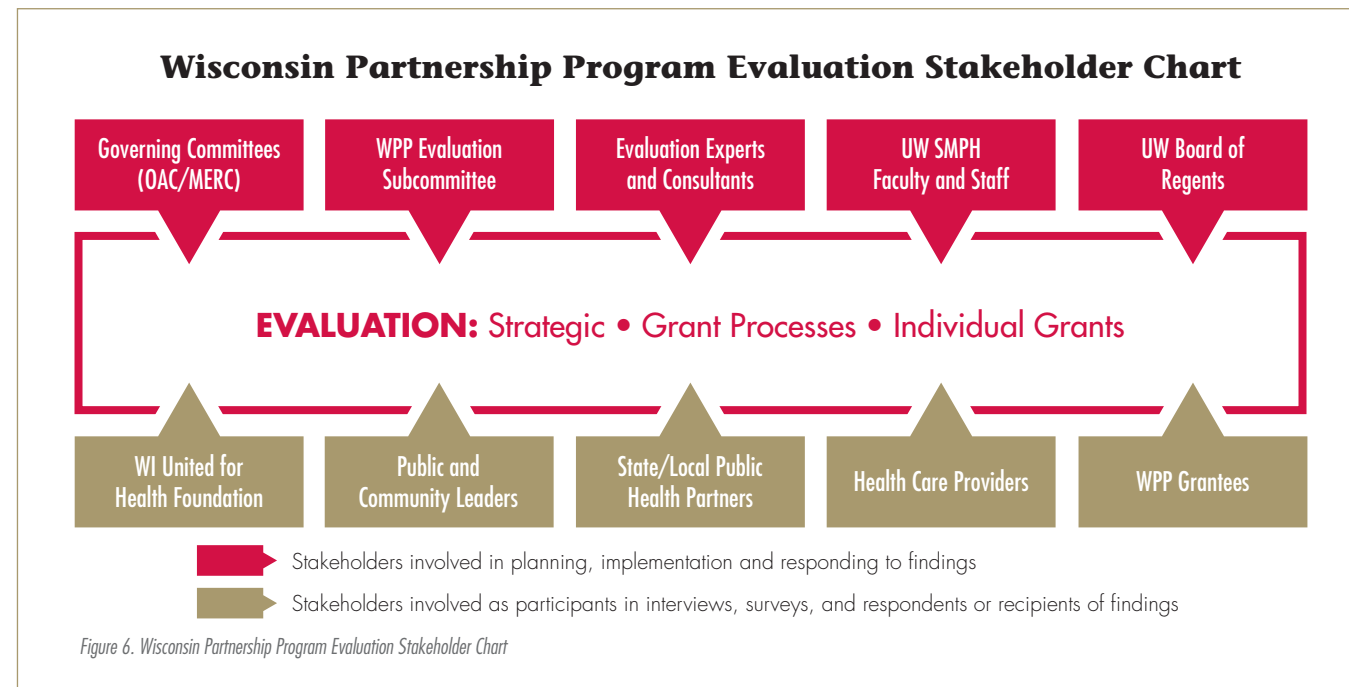 Wisconsin Partnership Program Evaluation Stakeholder Chart
Governing Committees
(OAC/MERC)
WPP Evaluation
Subcommittee
Evaluation Experts
and Consultants
UW SMPH
Faculty and Staff
UW Board of
Regents
EVALUATION: Strategic • Grant Processes • Individual Grants
WI United for
Health Foundation
Public and
Community Leaders
State/Local Public
Health Partners
Health Care Providers
WPP Grantees
Stakeholders involved in planning, implementation and responding to findings
Stakeholders involved as participants in interviews, surveys, and respondents or recipients of findings
Figure 6. Wisconsin Partnership Program Evaluation Stakeholder Chart